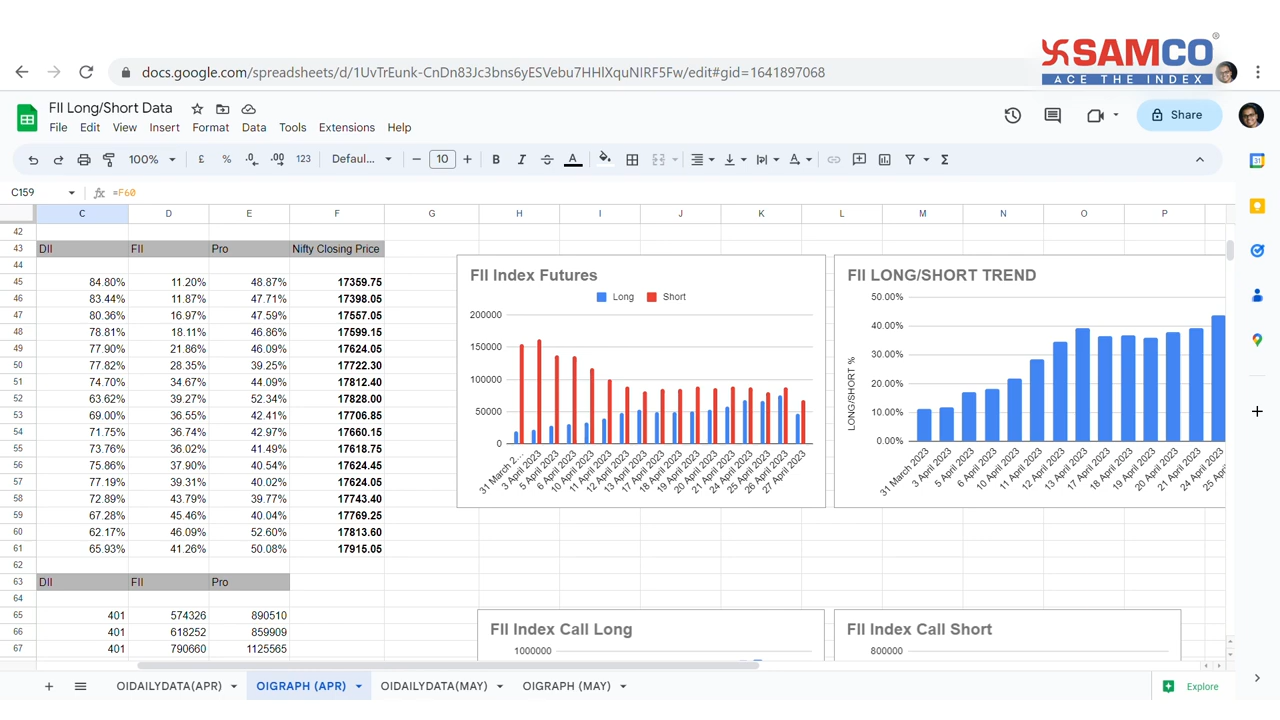 SAMCO®
ACE THE INDEX
docs.google.com/spreadsheets/d/1UvTrEunk-CnDn83Jc3bns6yESVebu7HHlXquNIRF5Fw/edit#gid=1641897068
FII Long/Short Data
File Edit View Insert Format Data Tools Extensions Help
Share
100% £ % .0 .00 123 Defaul... 10 B I A
C159 fx =F60
C D E F G H I J K L M N O P
42
43 DII FII Pro Nifty Closing Price
44
45 84.80% 11.20% 48.87% 17359.75
46 83.44% 11.87% 47.71% 17398.05
47 80.36% 16.97% 47.59% 17557.05
48 78.81% 18.11% 46.86% 17599.15
49 77.90% 21.86% 46.09% 17624.05
50 77.82% 28.35% 39.25% 17722.30
51 74.70% 34.67% 44.09% 17812.40
52 63.62% 39.27% 52.34% 17828.00
53 69.00% 36.55% 42.41% 17706.85
54 71.75% 36.74% 42.97% 17660.15
55 73.76% 36.02% 41.49% 17618.75
56 75.86% 37.90% 40.54% 17624.45
57 77.19% 39.31% 40.02% 17624.05
58 72.89% 43.79% 39.77% 17743.40
59 67.28% 45.46% 40.04% 17769.25
60 62.17% 46.09% 52.60% 17813.60
61 65.93% 41.26% 50.08% 17915.05
62
63 DII FII Pro
64
65 401 574326 890510
66 401 618252 859909
67 401 790660 1125565
FII Index Futures
Long Short
200000
150000
100000
50000
0
31 March 2... 3 April 2023 5 April 2023 6 April 2023 10 April 2023 11 April 2023 12 April 2023 13 April 2023 17 April 2023 18 April 2023 19 April 2023 20 April 2023 21 April 2023 24 April 2023 25 April 2023 26 April 2023 27 April 2023
FII LONG/SHORT TREND
LONG/SHORT %
50.00%
40.00%
30.00%
20.00%
10.00%
0.00%
31 March 2023 3 April 2023 5 April 2023 6 April 2023 10 April 2023 11 April 2023 12 April 2023 13 April 2023 17 April 2023 18 April 2023 19 April 2023 20 April 2023 21 April 2023 24 April 2023 25 Ap
FII Index Call Long
1000000
FII Index Call Short
800000
OIDAILYDATA(APR) OIGRAPH (APR) OIDAILYDATA(MAY) OIGRAPH (MAY)
Explore